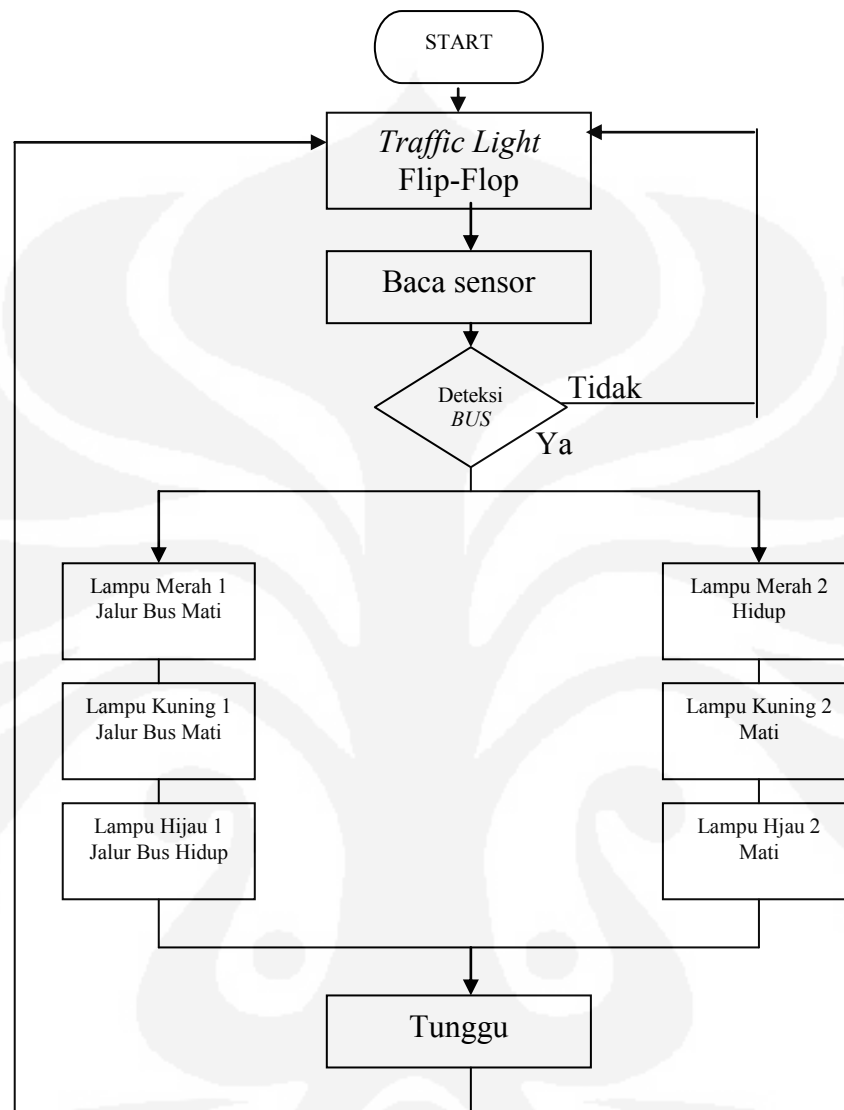 START
Traffic Light
Flip-Flop
Baca sensor
Deteksi
BUS
Tidak
Ya
Lampu Merah 1
Jalur Bus Mati
Lampu Merah 2
Hidup
Lampu Kuning 1
Jalur Bus Mati
Lampu Kuning 2
Mati
Lampu Hijau 1
Jalur Bus Hidup
Lampu Hjau 2
Mati
Tunggu